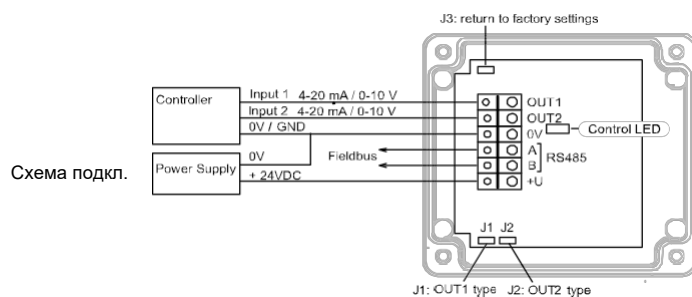 J3: return to factory settings
Controller
Input 1 4-20 mA / 0-10 V
Input 2 4-20 mA / 0-10 V
0V / GND
OUT1
OUT2
0V
Control LED
A
B
RS485
+U
Fieldbus
Power Supply
0V
+ 24VDC
Схема подкл.
J1 J2
J1: OUT1 type J2: OUT2 type